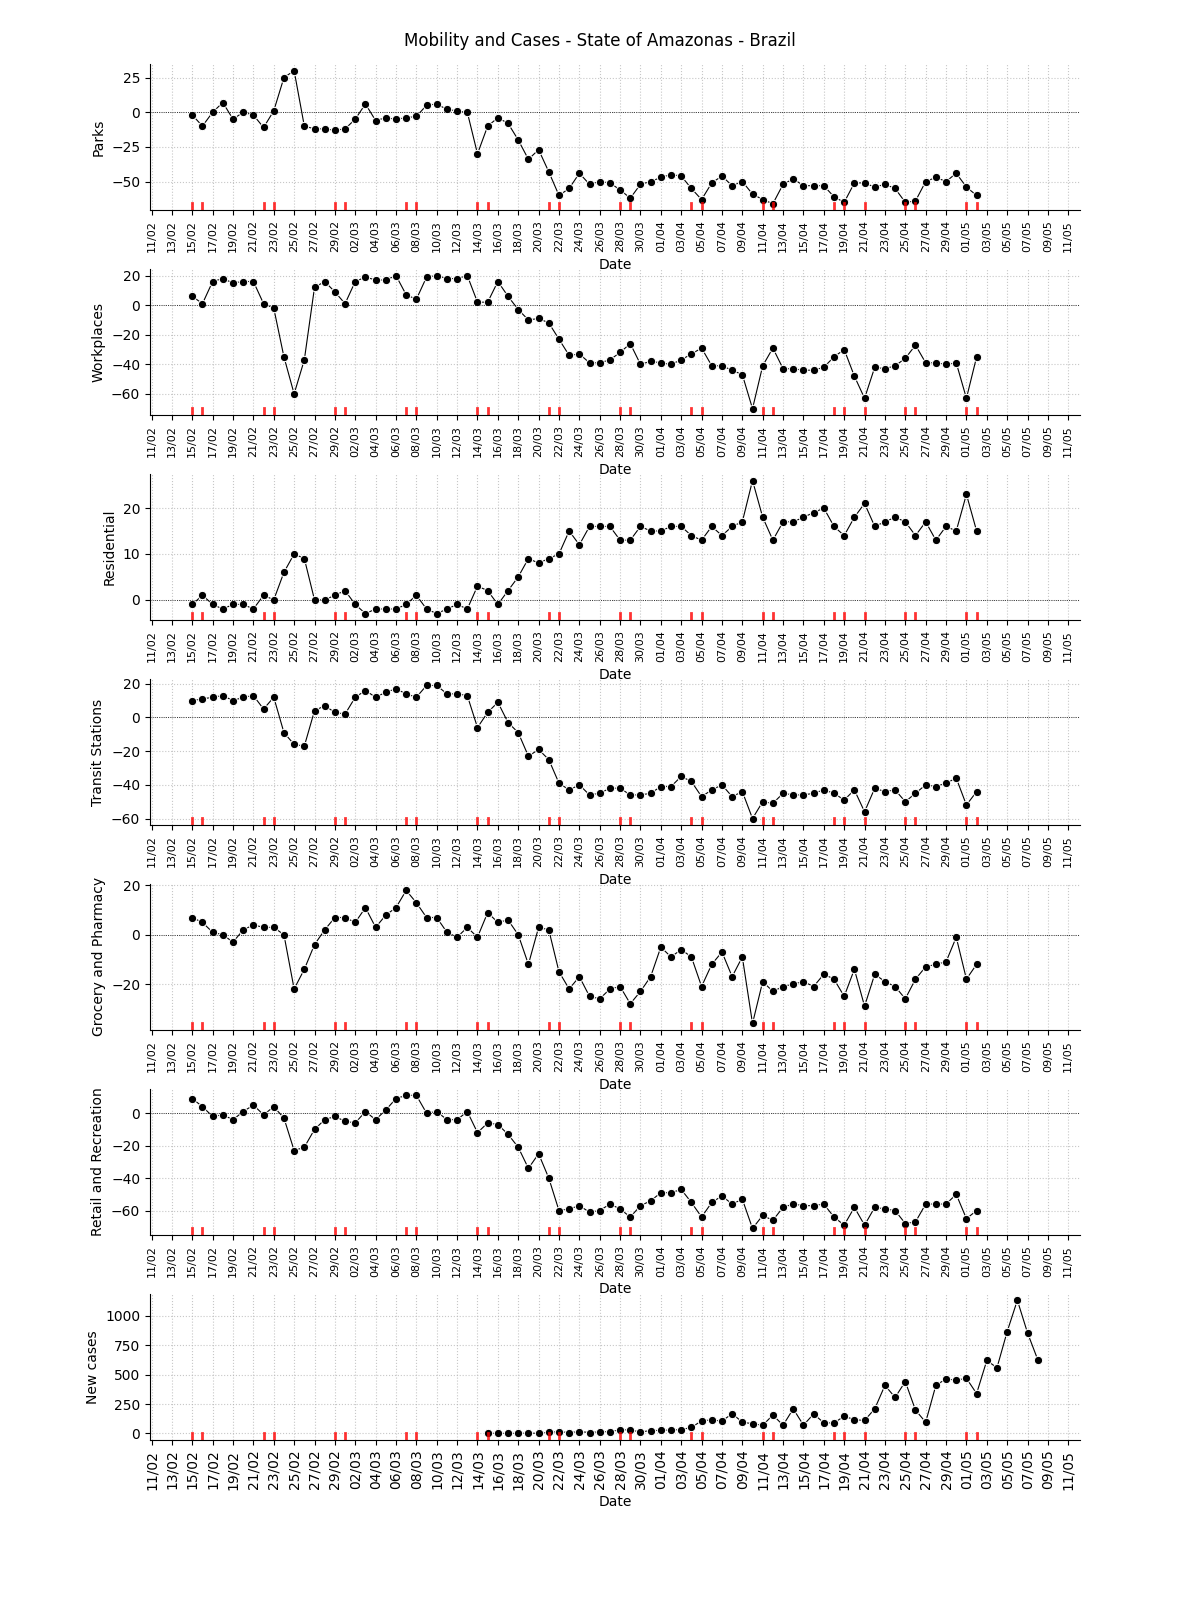 Mobility and Cases - State of Amazonas - Brazil
Parks
25
0
−25
−50
11/02 13/02 15/02 17/02 19/02 21/02 23/02 25/02 27/02 29/02 02/03 04/03 06/03 08/03 10/03 12/03 14/03 16/03 18/03 20/03 22/03 24/03 26/03 28/03 30/03 01/04 03/04 05/04 07/04 09/04 11/04 13/04 15/04 17/04 19/04 21/04 23/04 25/04 27/04 29/04 01/05 03/05 05/05 07/05 09/05 11/05
Date
Workplaces
20
0
−20
−40
−60
11/02 13/02 15/02 17/02 19/02 21/02 23/02 25/02 27/02 29/02 02/03 04/03 06/03 08/03 10/03 12/03 14/03 16/03 18/03 20/03 22/03 24/03 26/03 28/03 30/03 01/04 03/04 05/04 07/04 09/04 11/04 13/04 15/04 17/04 19/04 21/04 23/04 25/04 27/04 29/04 01/05 03/05 05/05 07/05 09/05 11/05
Date
Residential
20
10
0
11/02 13/02 15/02 17/02 19/02 21/02 23/02 25/02 27/02 29/02 02/03 04/03 06/03 08/03 10/03 12/03 14/03 16/03 18/03 20/03 22/03 24/03 26/03 28/03 30/03 01/04 03/04 05/04 07/04 09/04 11/04 13/04 15/04 17/04 19/04 21/04 23/04 25/04 27/04 29/04 01/05 03/05 05/05 07/05 09/05 11/05
Date
Transit Stations
20
0
−20
−40
−60
11/02 13/02 15/02 17/02 19/02 21/02 23/02 25/02 27/02 29/02 02/03 04/03 06/03 08/03 10/03 12/03 14/03 16/03 18/03 20/03 22/03 24/03 26/03 28/03 30/03 01/04 03/04 05/04 07/04 09/04 11/04 13/04 15/04 17/04 19/04 21/04 23/04 25/04 27/04 29/04 01/05 03/05 05/05 07/05 09/05 11/05
Date
Grocery and Pharmacy
20
0
−20
11/02 13/02 15/02 17/02 19/02 21/02 23/02 25/02 27/02 29/02 02/03 04/03 06/03 08/03 10/03 12/03 14/03 16/03 18/03 20/03 22/03 24/03 26/03 28/03 30/03 01/04 03/04 05/04 07/04 09/04 11/04 13/04 15/04 17/04 19/04 21/04 23/04 25/04 27/04 29/04 01/05 03/05 05/05 07/05 09/05 11/05
Date
Retail and Recreation
0
−20
−40
−60
11/02 13/02 15/02 17/02 19/02 21/02 23/02 25/02 27/02 29/02 02/03 04/03 06/03 08/03 10/03 12/03 14/03 16/03 18/03 20/03 22/03 24/03 26/03 28/03 30/03 01/04 03/04 05/04 07/04 09/04 11/04 13/04 15/04 17/04 19/04 21/04 23/04 25/04 27/04 29/04 01/05 03/05 05/05 07/05 09/05 11/05
Date
New cases
1000
750
500
250
0
11/02 13/02 15/02 17/02 19/02 21/02 23/02 25/02 27/02 29/02 02/03 04/03 06/03 08/03 10/03 12/03 14/03 16/03 18/03 20/03 22/03 24/03 26/03 28/03 30/03 01/04 03/04 05/04 07/04 09/04 11/04 13/04 15/04 17/04 19/04 21/04 23/04 25/04 27/04 29/04 01/05 03/05 05/05 07/05 09/05 11/05
Date